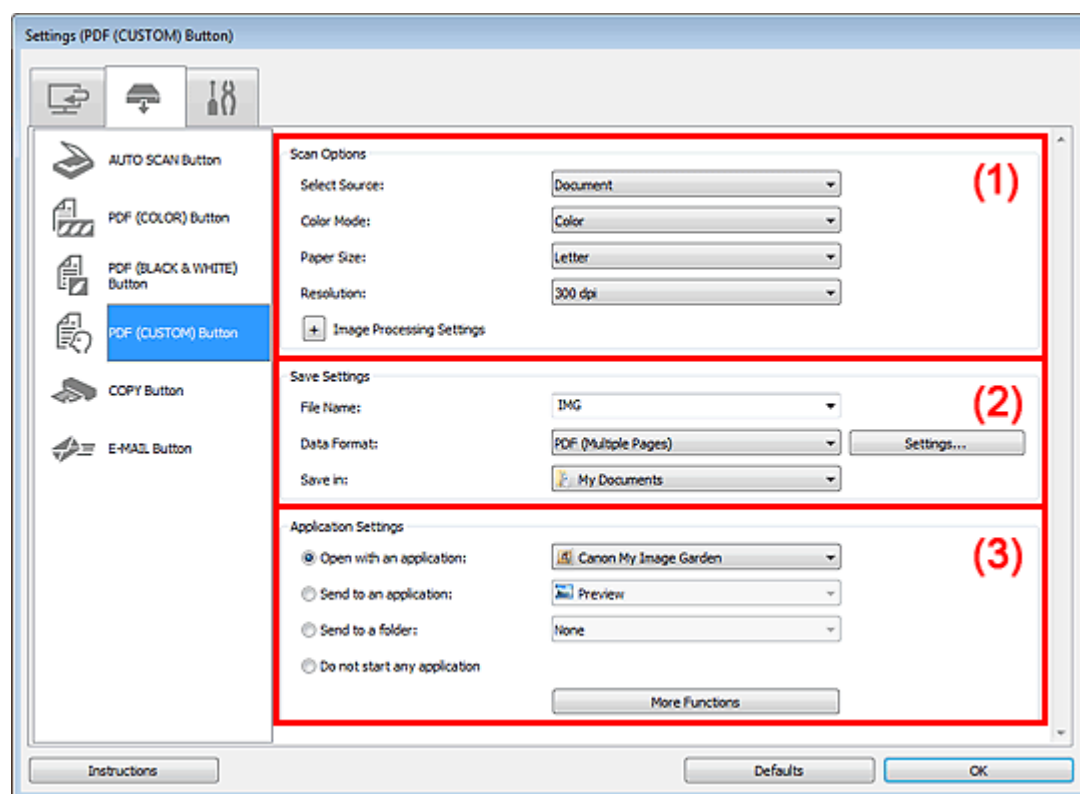 Settings (PDF (CUSTOM) Button)
AUTO SCAN Button
PDF (COLOR) Button
PDF (BLACK & WHITE)
Button
PDF (CUSTOM) Button
COPY Button
E-MAIL Button
Scan Options
(1)
Select Source: Document
Color Mode: Color
Paper Size: Letter
Resolution: 300 dpi
+ Image Processing Settings
Save Settings
(2)
File Name: IMG
Data Format: PDF (Multiple Pages) Settings...
Save in: My Documents
Application Settings
(3)
Open with an application: Canon My Image Garden
Send to an application: Preview
Send to a folder: None
Do not start any application
More Functions
Instructions Defaults OK